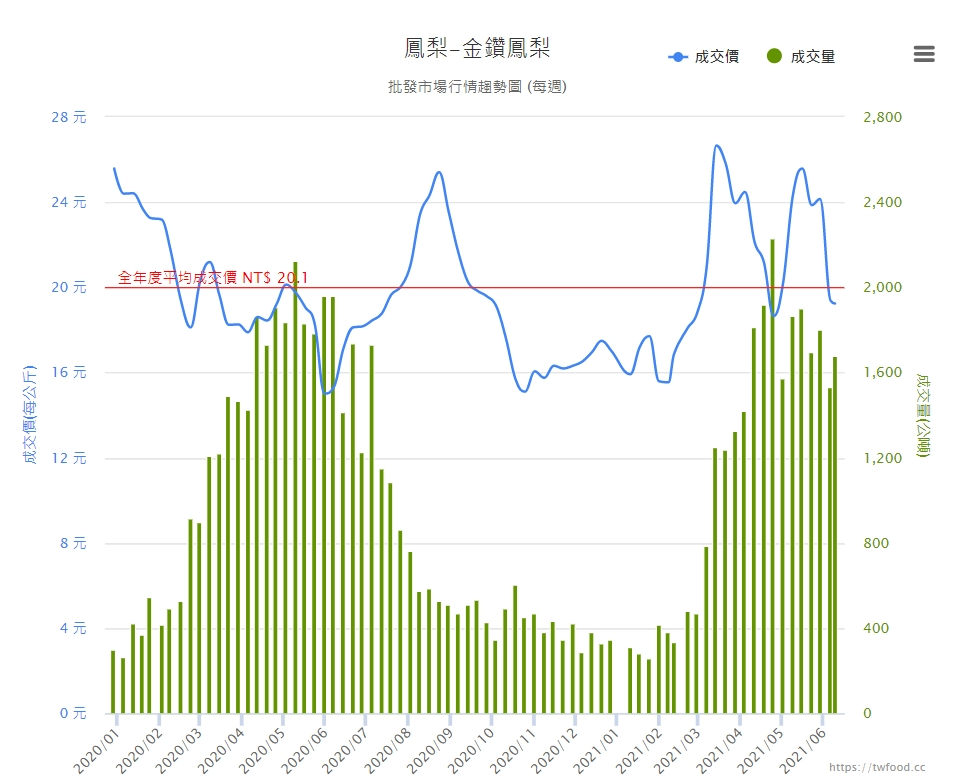 鳳梨-金鑽鳳梨
成交價
成交量
批發市場行情趨勢圖 (每週)
28 元
24 元
20 元
16 元
12 元
8 元
4 元
0 元
成交價(每公斤)
全年度平均成交價 NT$ 20.1
2,800
2,400
2,000
1,600
1,200
800
400
0
成交量(公噸)
2020/01
2020/02
2020/03
2020/04
2020/05
2020/06
2020/07
2020/08
2020/09
2020/10
2020/11
2020/12
2021/01
2021/02
2021/03
2021/04
2021/05
2021/06
https://twfood.cc